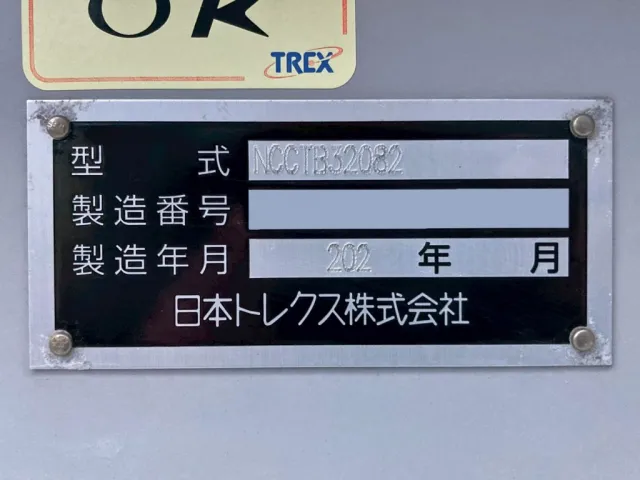 OK
TREX
型式 NCCTB32082
製造番号
製造年月 202 年 月
日本トレクス株式会社